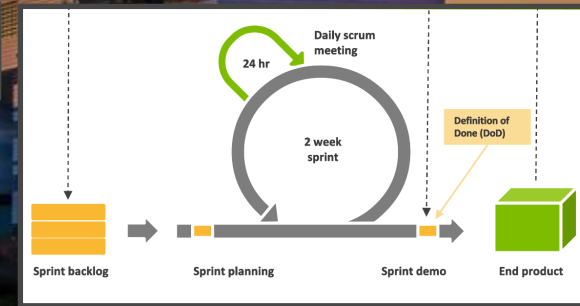 Daily scrum
meeting
24 hr
2 week
sprint
Definition of
Done (DoD)
Sprint backlog
Sprint planning
Sprint demo
End product